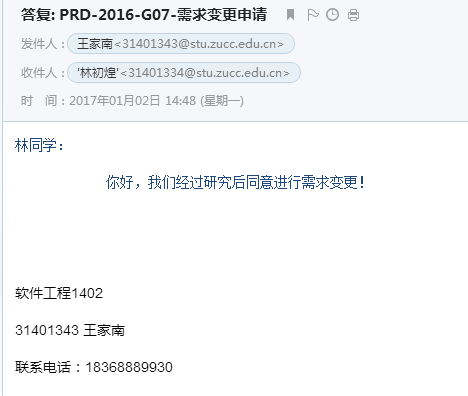 答复: PRD-2016-G07-需求变更申请
发件人：王家南<31401343@stu.zucc.edu.cn>
收件人：'林初煌'<31401334@stu.zucc.edu.cn>
时 间：2017年01月02日 14:48 (星期一)
林同学：
你好，我们经过研究后同意进行需求变更！
软件工程1402
31401343 王家南
联系电话：18368889930